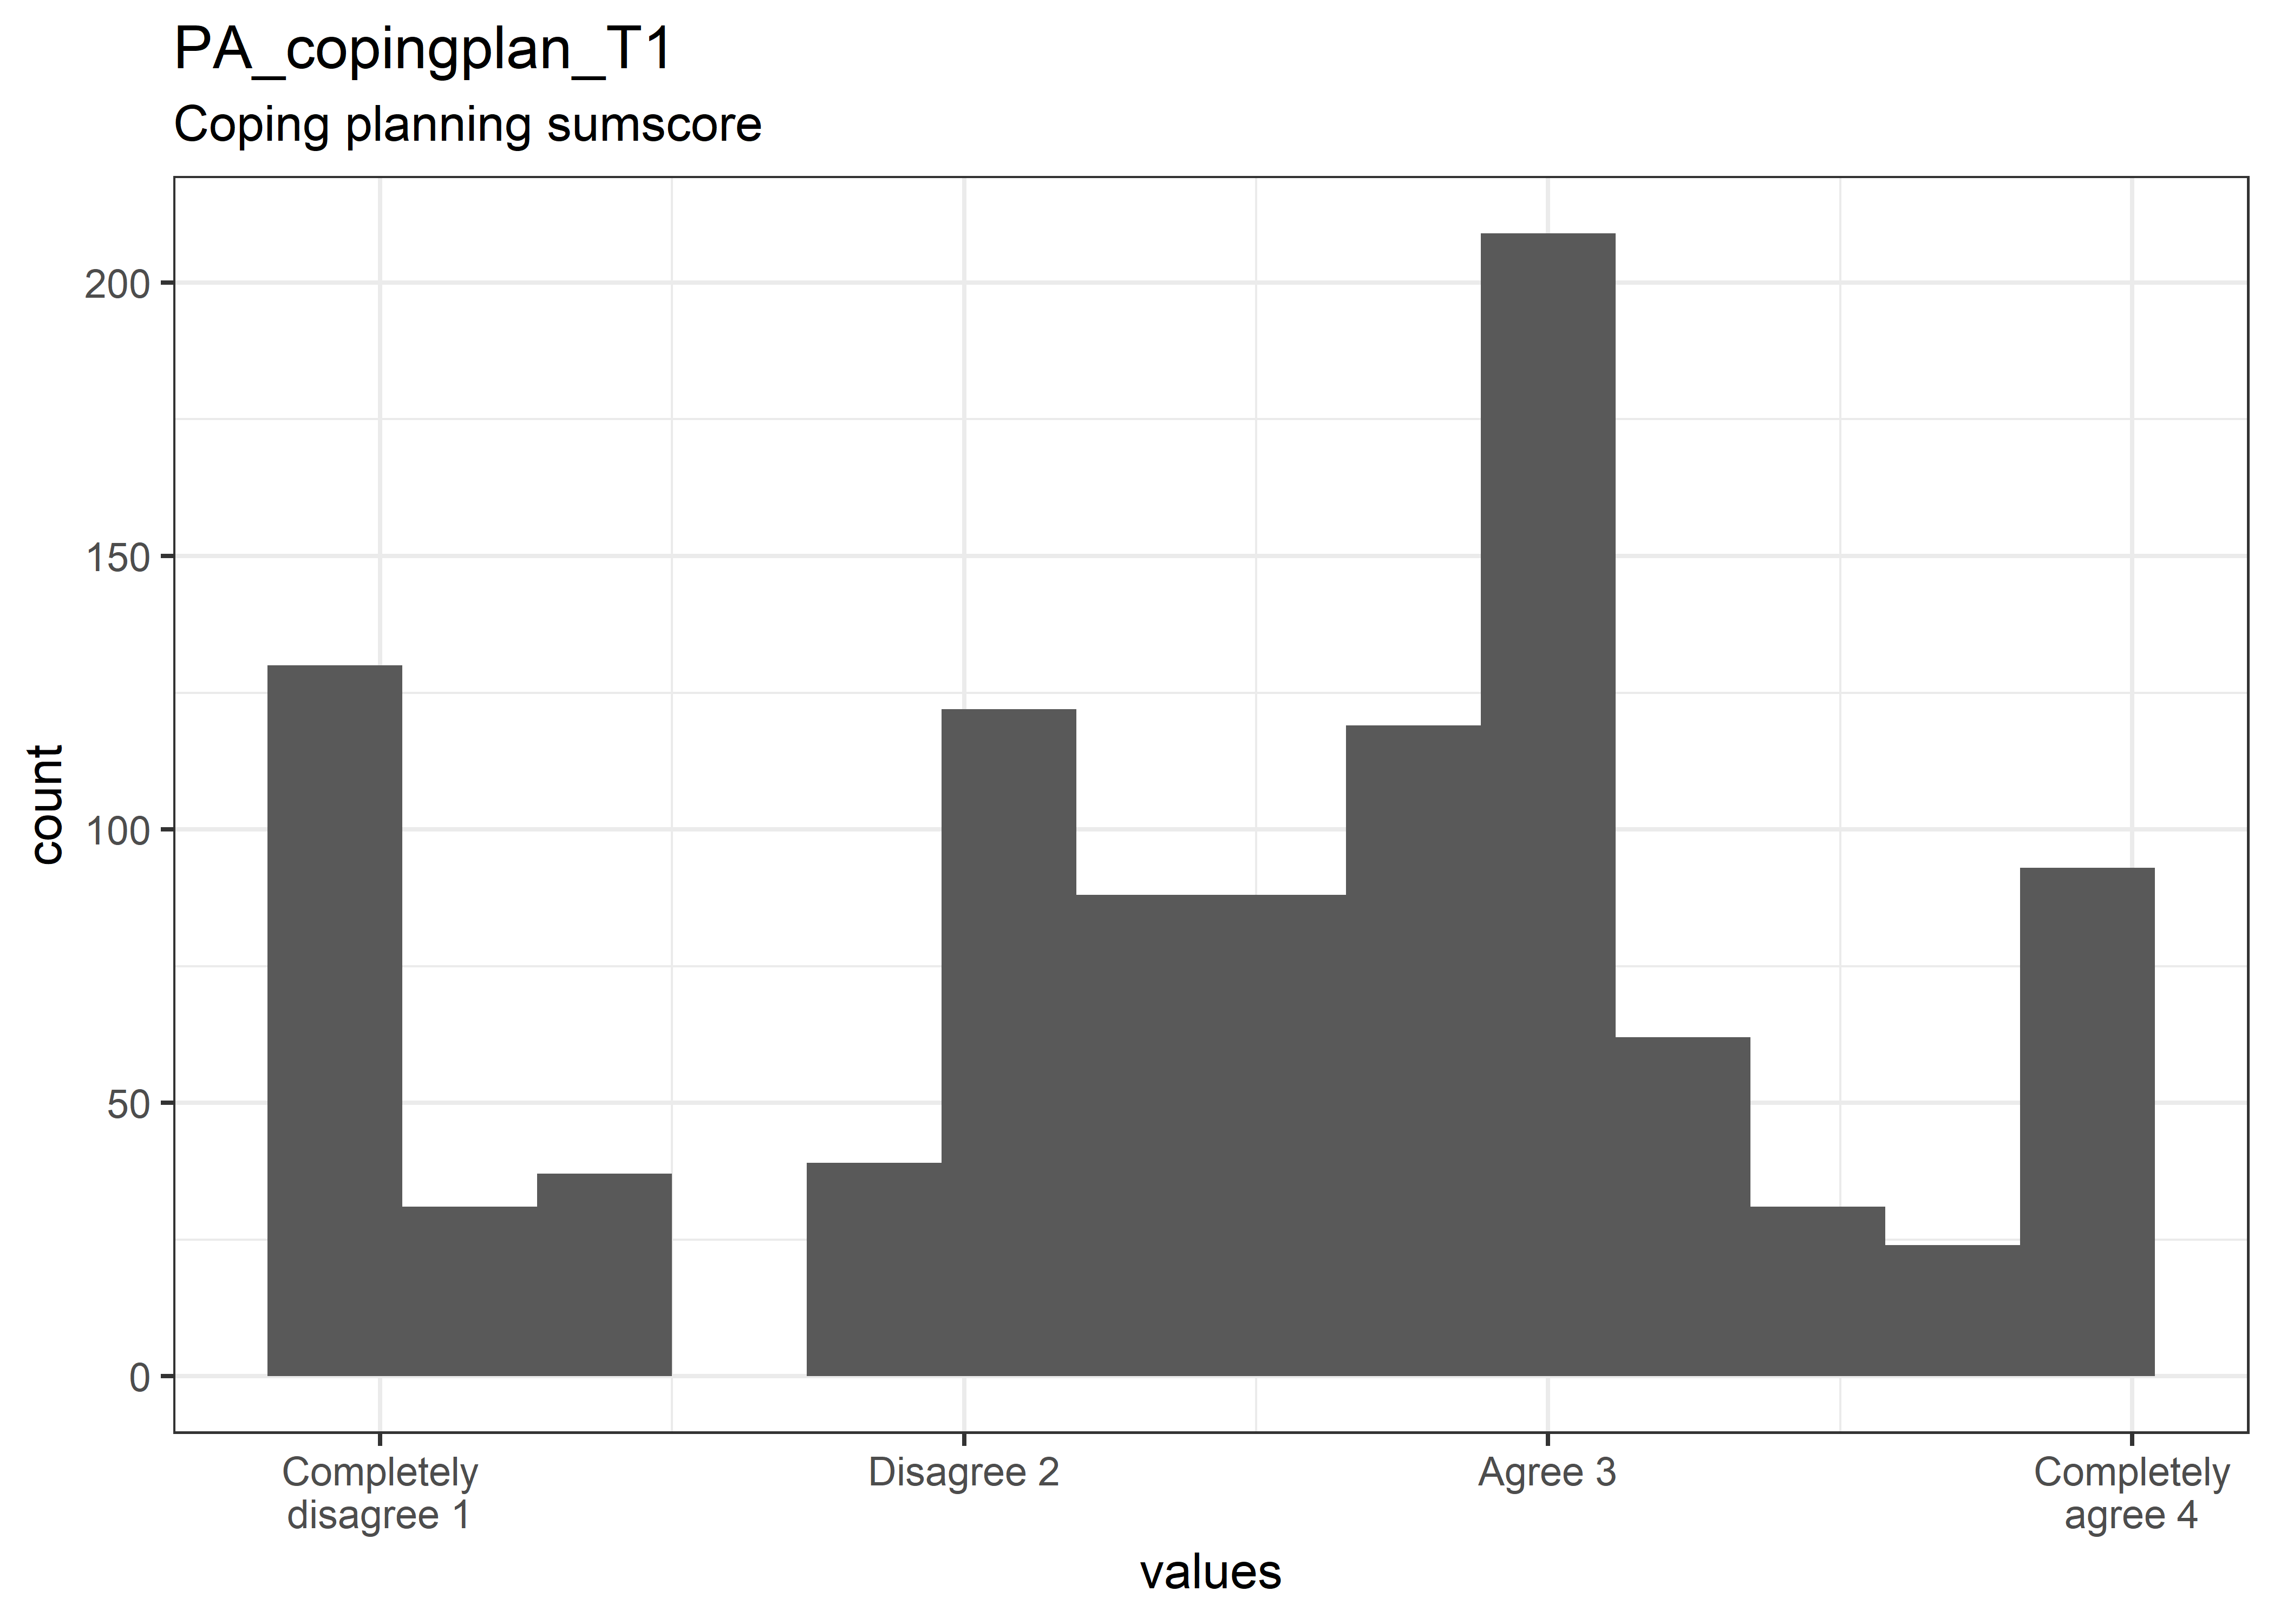 PA_copingplan_T1
Coping planning sumscore
count
200
150
100
50
0
Completely
disagree 1
Disagree 2
Agree 3
Completely
agree 4
values